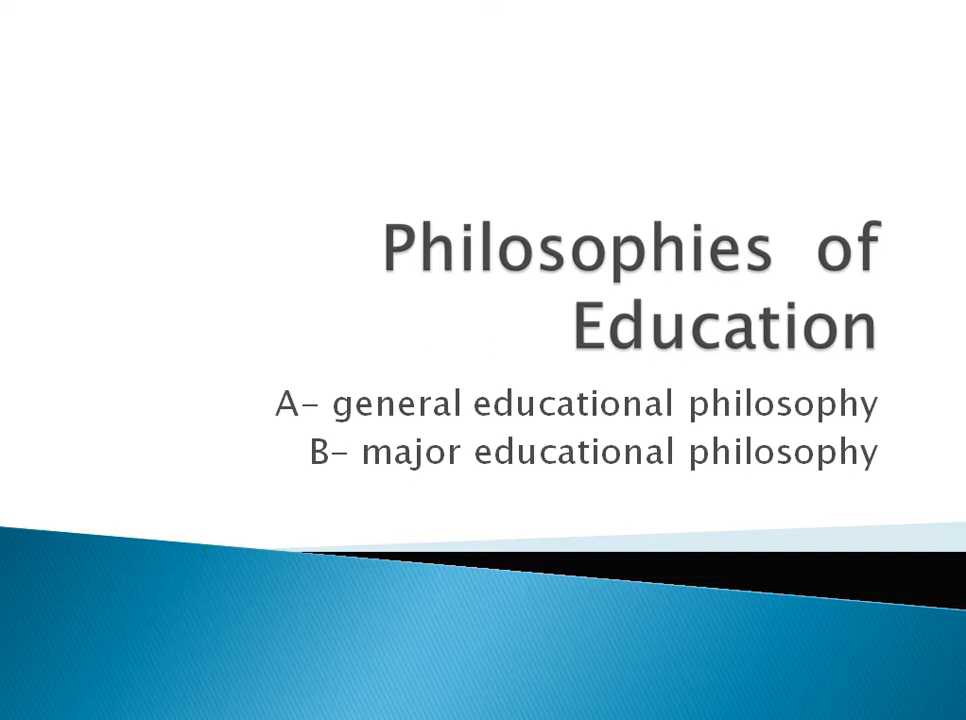 Philosophies of
Education
A- general educational philosophy
B- major educational philosophy